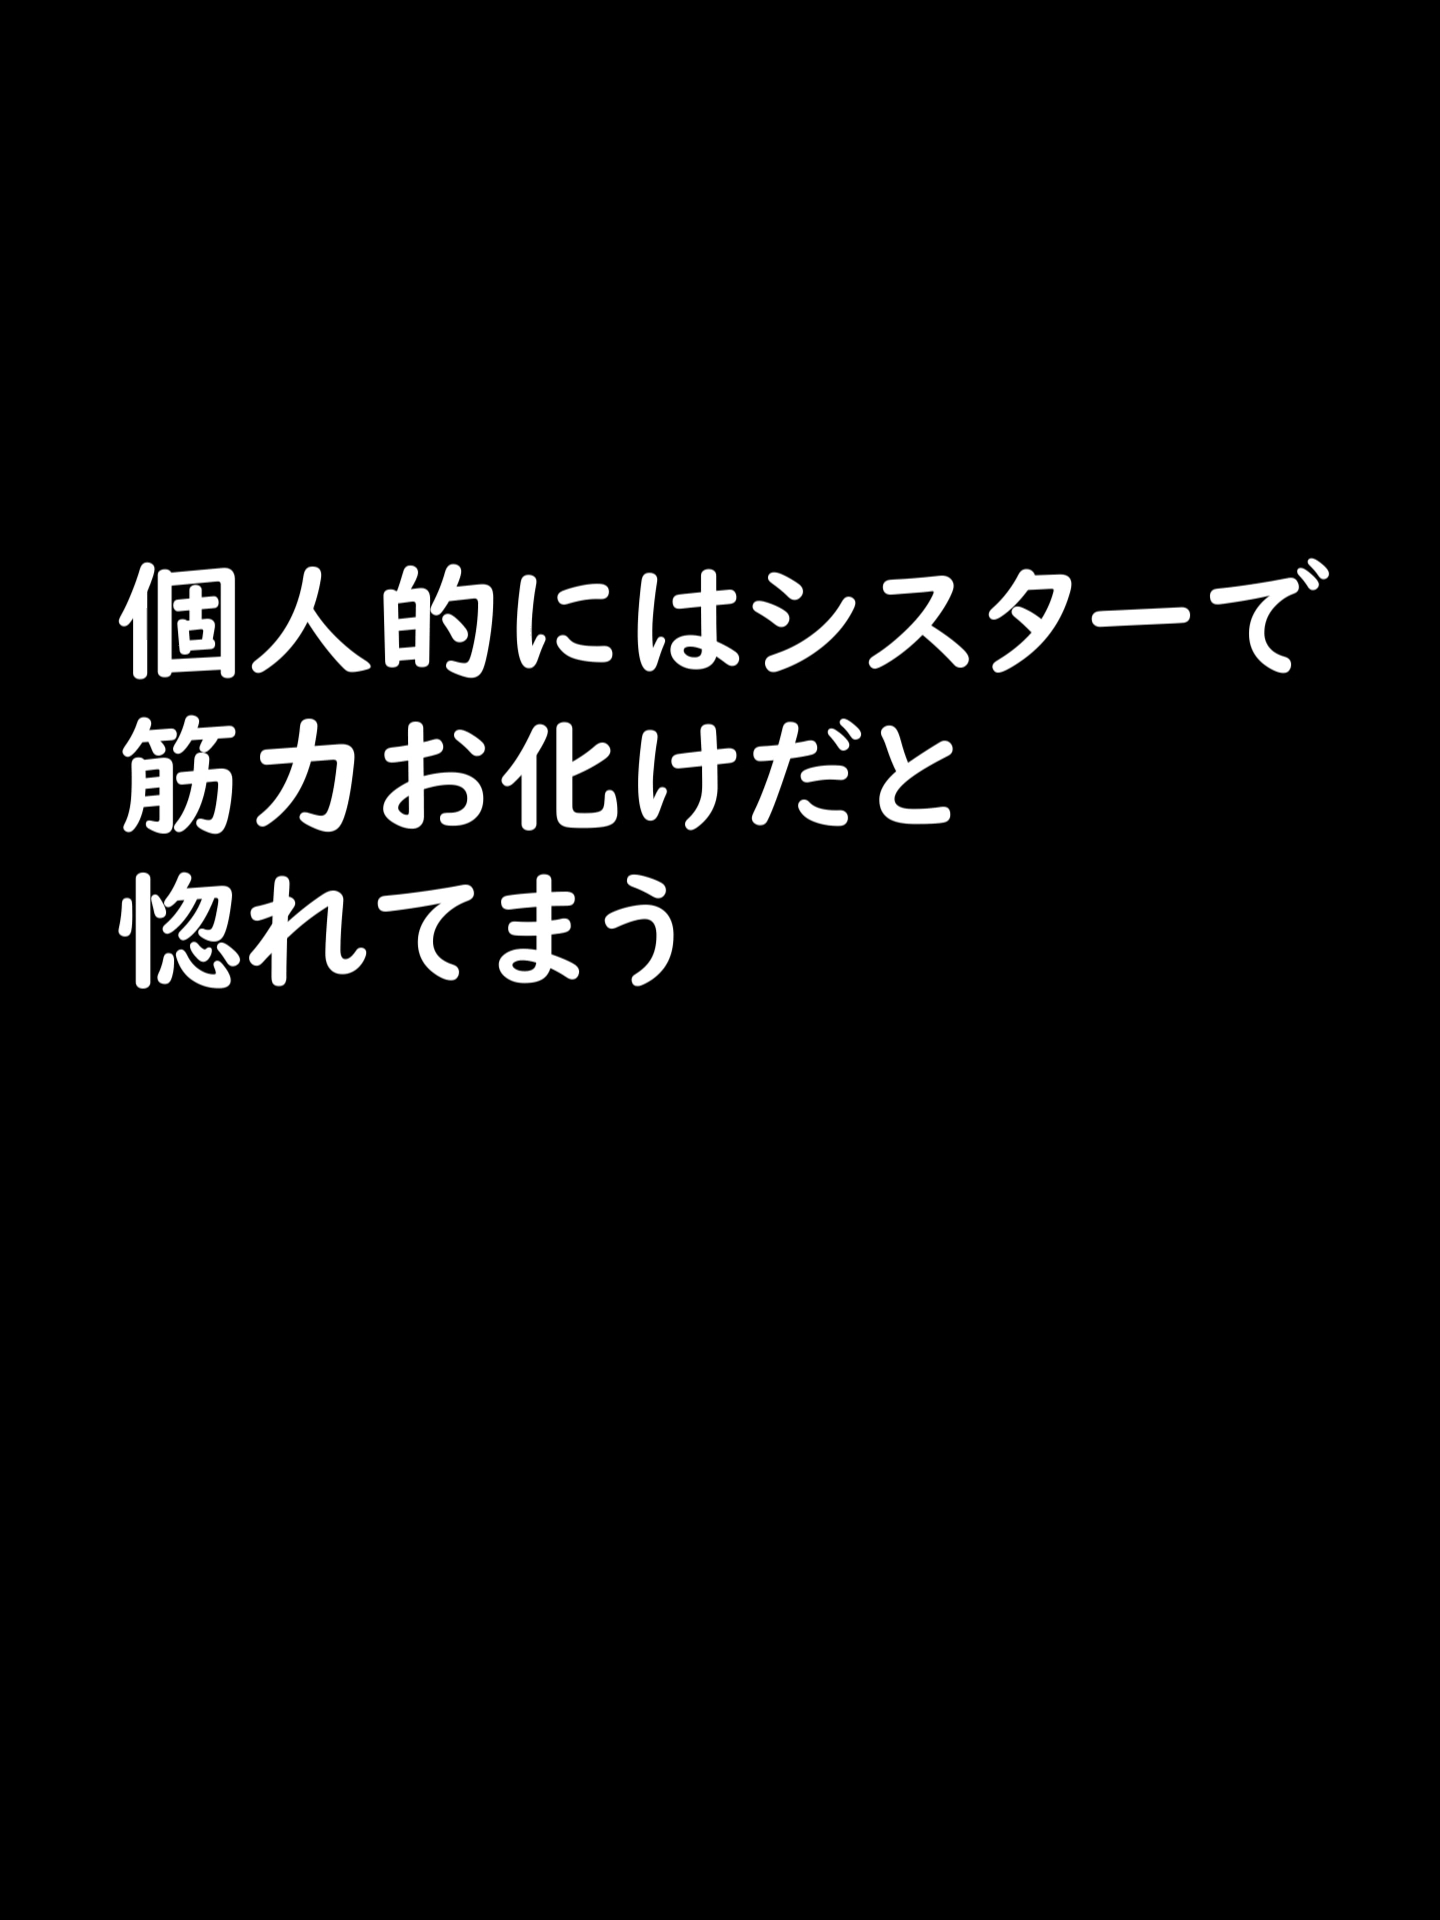 個人的にはシスターで
筋力お化けだと
惚れてまう